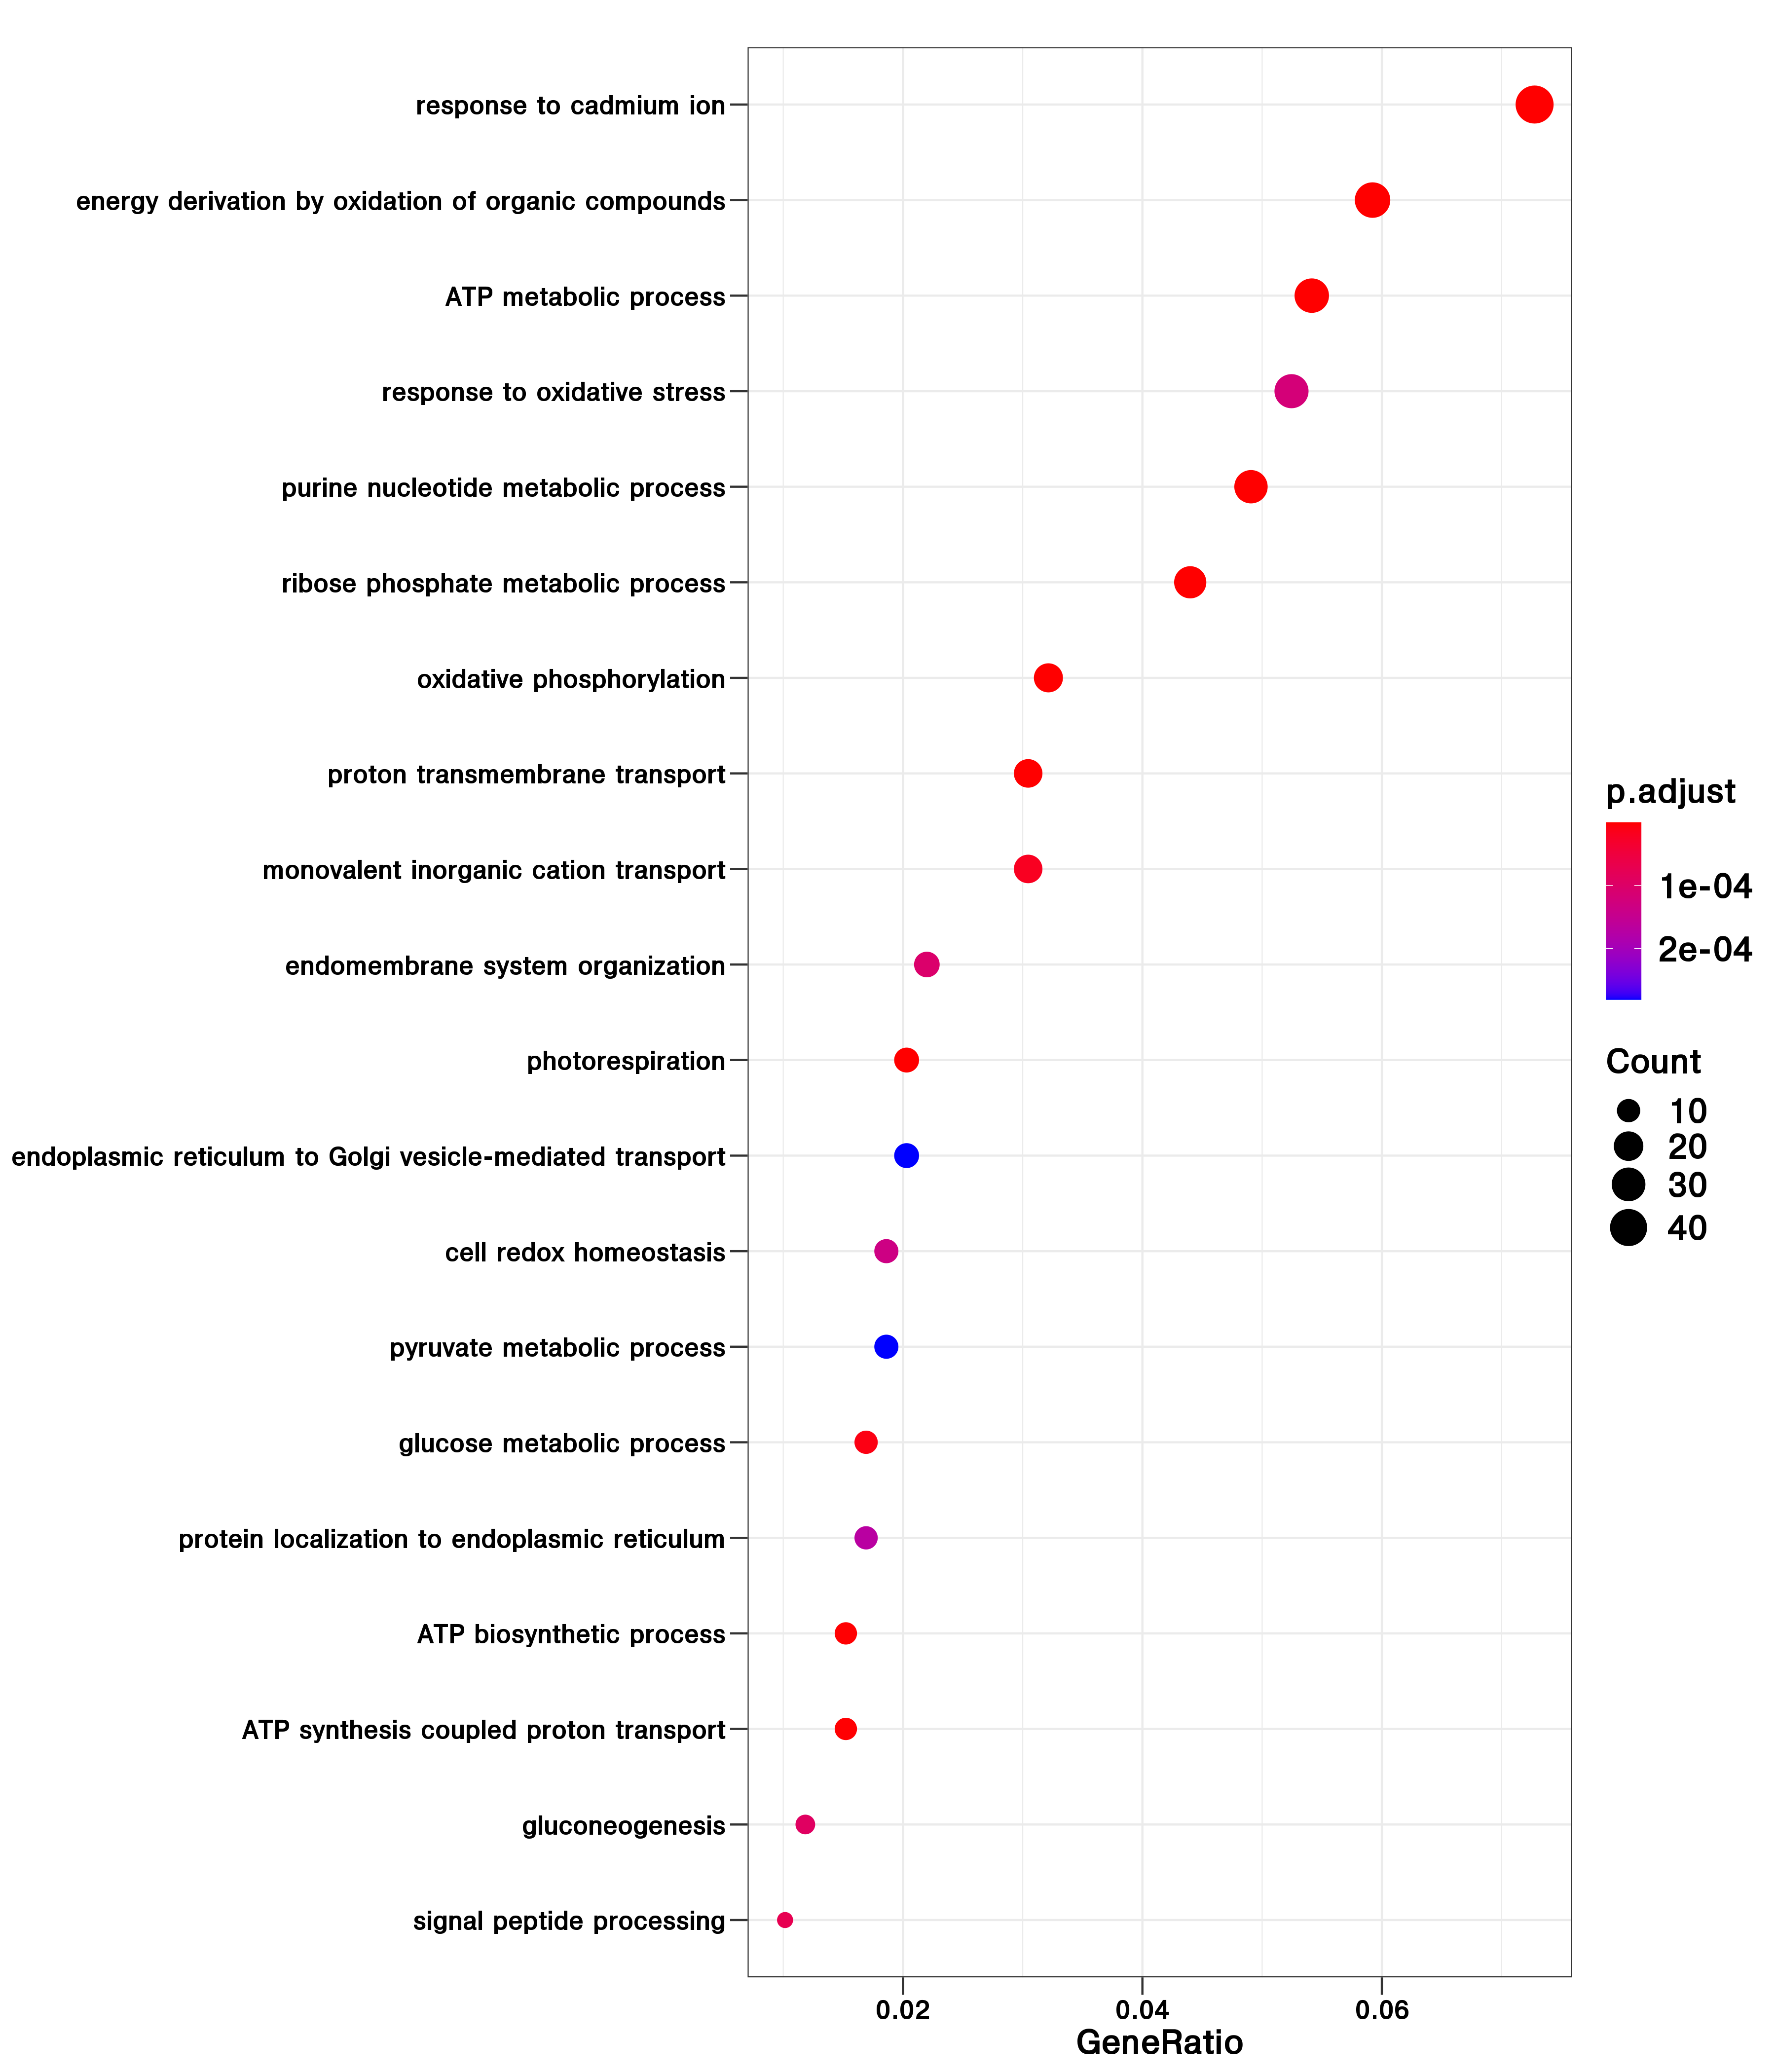 response to cadmium ion
energy derivation by oxidation of organic compounds
ATP metabolic process
response to oxidative stress
purine nucleotide metabolic process
ribose phosphate metabolic process
oxidative phosphorylation
proton transmembrane transport
monovalent inorganic cation transport
endomembrane system organization
photorespiration
endoplasmic reticulum to Golgi vesicle-mediated transport
cell redox homeostasis
pyruvate metabolic process
glucose metabolic process
protein localization to endoplasmic reticulum
ATP biosynthetic process
ATP synthesis coupled proton transport
gluconeogenesis
signal peptide processing
0.02 0.04 0.06
GeneRatio
p.adjust
1e-04
2e-04
Count
10
20
30
40